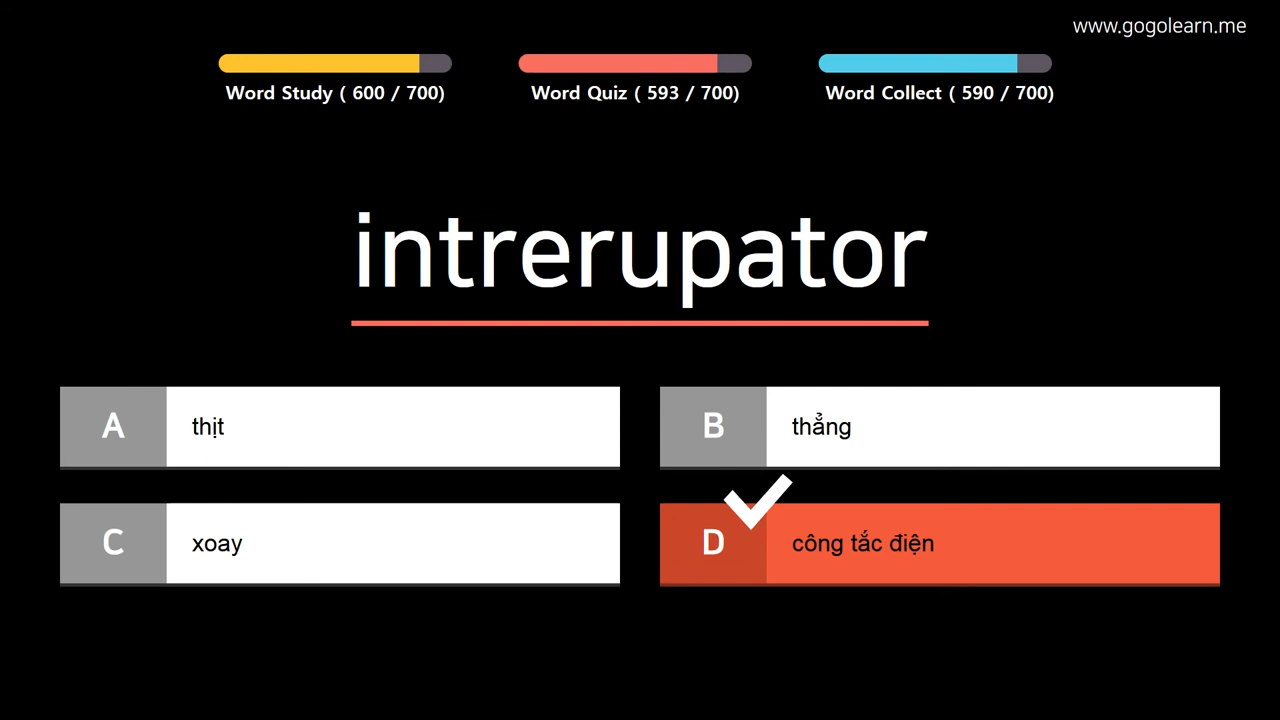 www.gogolearn.me
Word Study ( 600 / 700)
Word Quiz ( 593 / 700)
Word Collect ( 590 / 700)
intrerupator
A thịt
B thẳng
C xoay
D công tắc điện